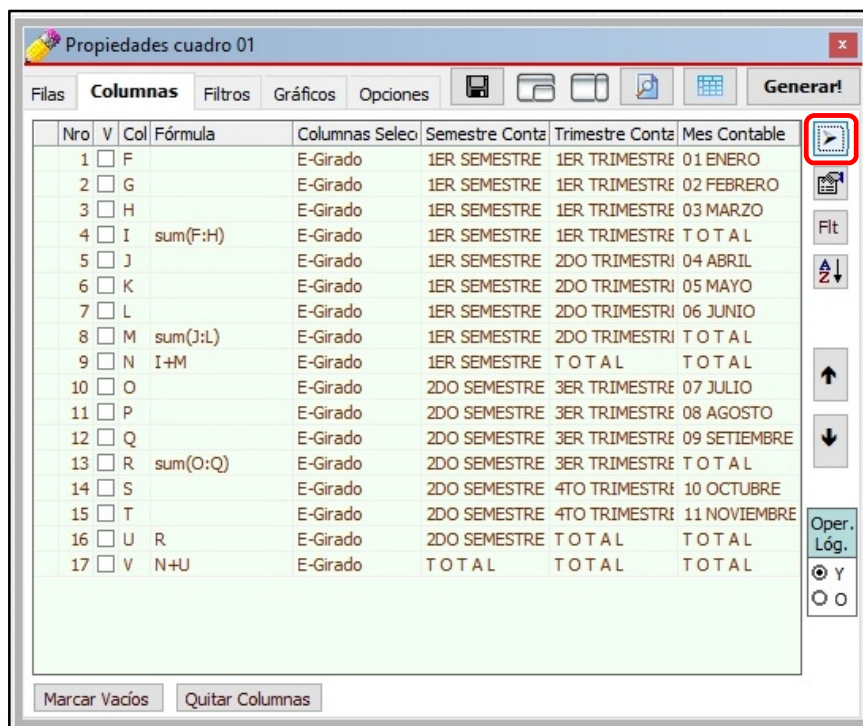 Propiedades cuadro 01
x
Filas Columnas Filtros Gráficos Opciones Generar!
Nro V Col Fórmula Columnas Selec Semestre Conta Trimestre Conta Mes Contable
1 F E-Girado 1ER SEMESTRE 1ER TRIMESTRE 01 ENERO
2 G E-Girado 1ER SEMESTRE 1ER TRIMESTRE 02 FEBRERO
3 H E-Girado 1ER SEMESTRE 1ER TRIMESTRE 03 MARZO
4 I sum(F:H) E-Girado 1ER SEMESTRE 1ER TRIMESTRE T O T A L
5 J E-Girado 1ER SEMESTRE 2DO TRIMESTRE 04 ABRIL
6 K E-Girado 1ER SEMESTRE 2DO TRIMESTRE 05 MAYO
7 L E-Girado 1ER SEMESTRE 2DO TRIMESTRE 06 JUNIO
8 M sum(J:L) E-Girado 1ER SEMESTRE 2DO TRIMESTRE T O T A L
9 N I+M E-Girado 1ER SEMESTRE T O T A L T O T A L
10 O E-Girado 2DO SEMESTRE 3ER TRIMESTRE 07 JULIO
11 P E-Girado 2DO SEMESTRE 3ER TRIMESTRE 08 AGOSTO
12 Q E-Girado 2DO SEMESTRE 3ER TRIMESTRE 09 SETIEMBRE
13 R sum(O:Q) E-Girado 2DO SEMESTRE 3ER TRIMESTRE T O T A L
14 S E-Girado 2DO SEMESTRE 4TO TRIMESTRE 10 OCTUBRE
15 T E-Girado 2DO SEMESTRE 4TO TRIMESTRE 11 NOVIEMBRE
16 U R E-Girado 2DO SEMESTRE T O T A L T O T A L
17 V N+U E-Girado T O T A L T O T A L T O T A L
Flt
A
Z
Oper.
Lóg.
Y
O
Marcar Vacíos Quitar Columnas